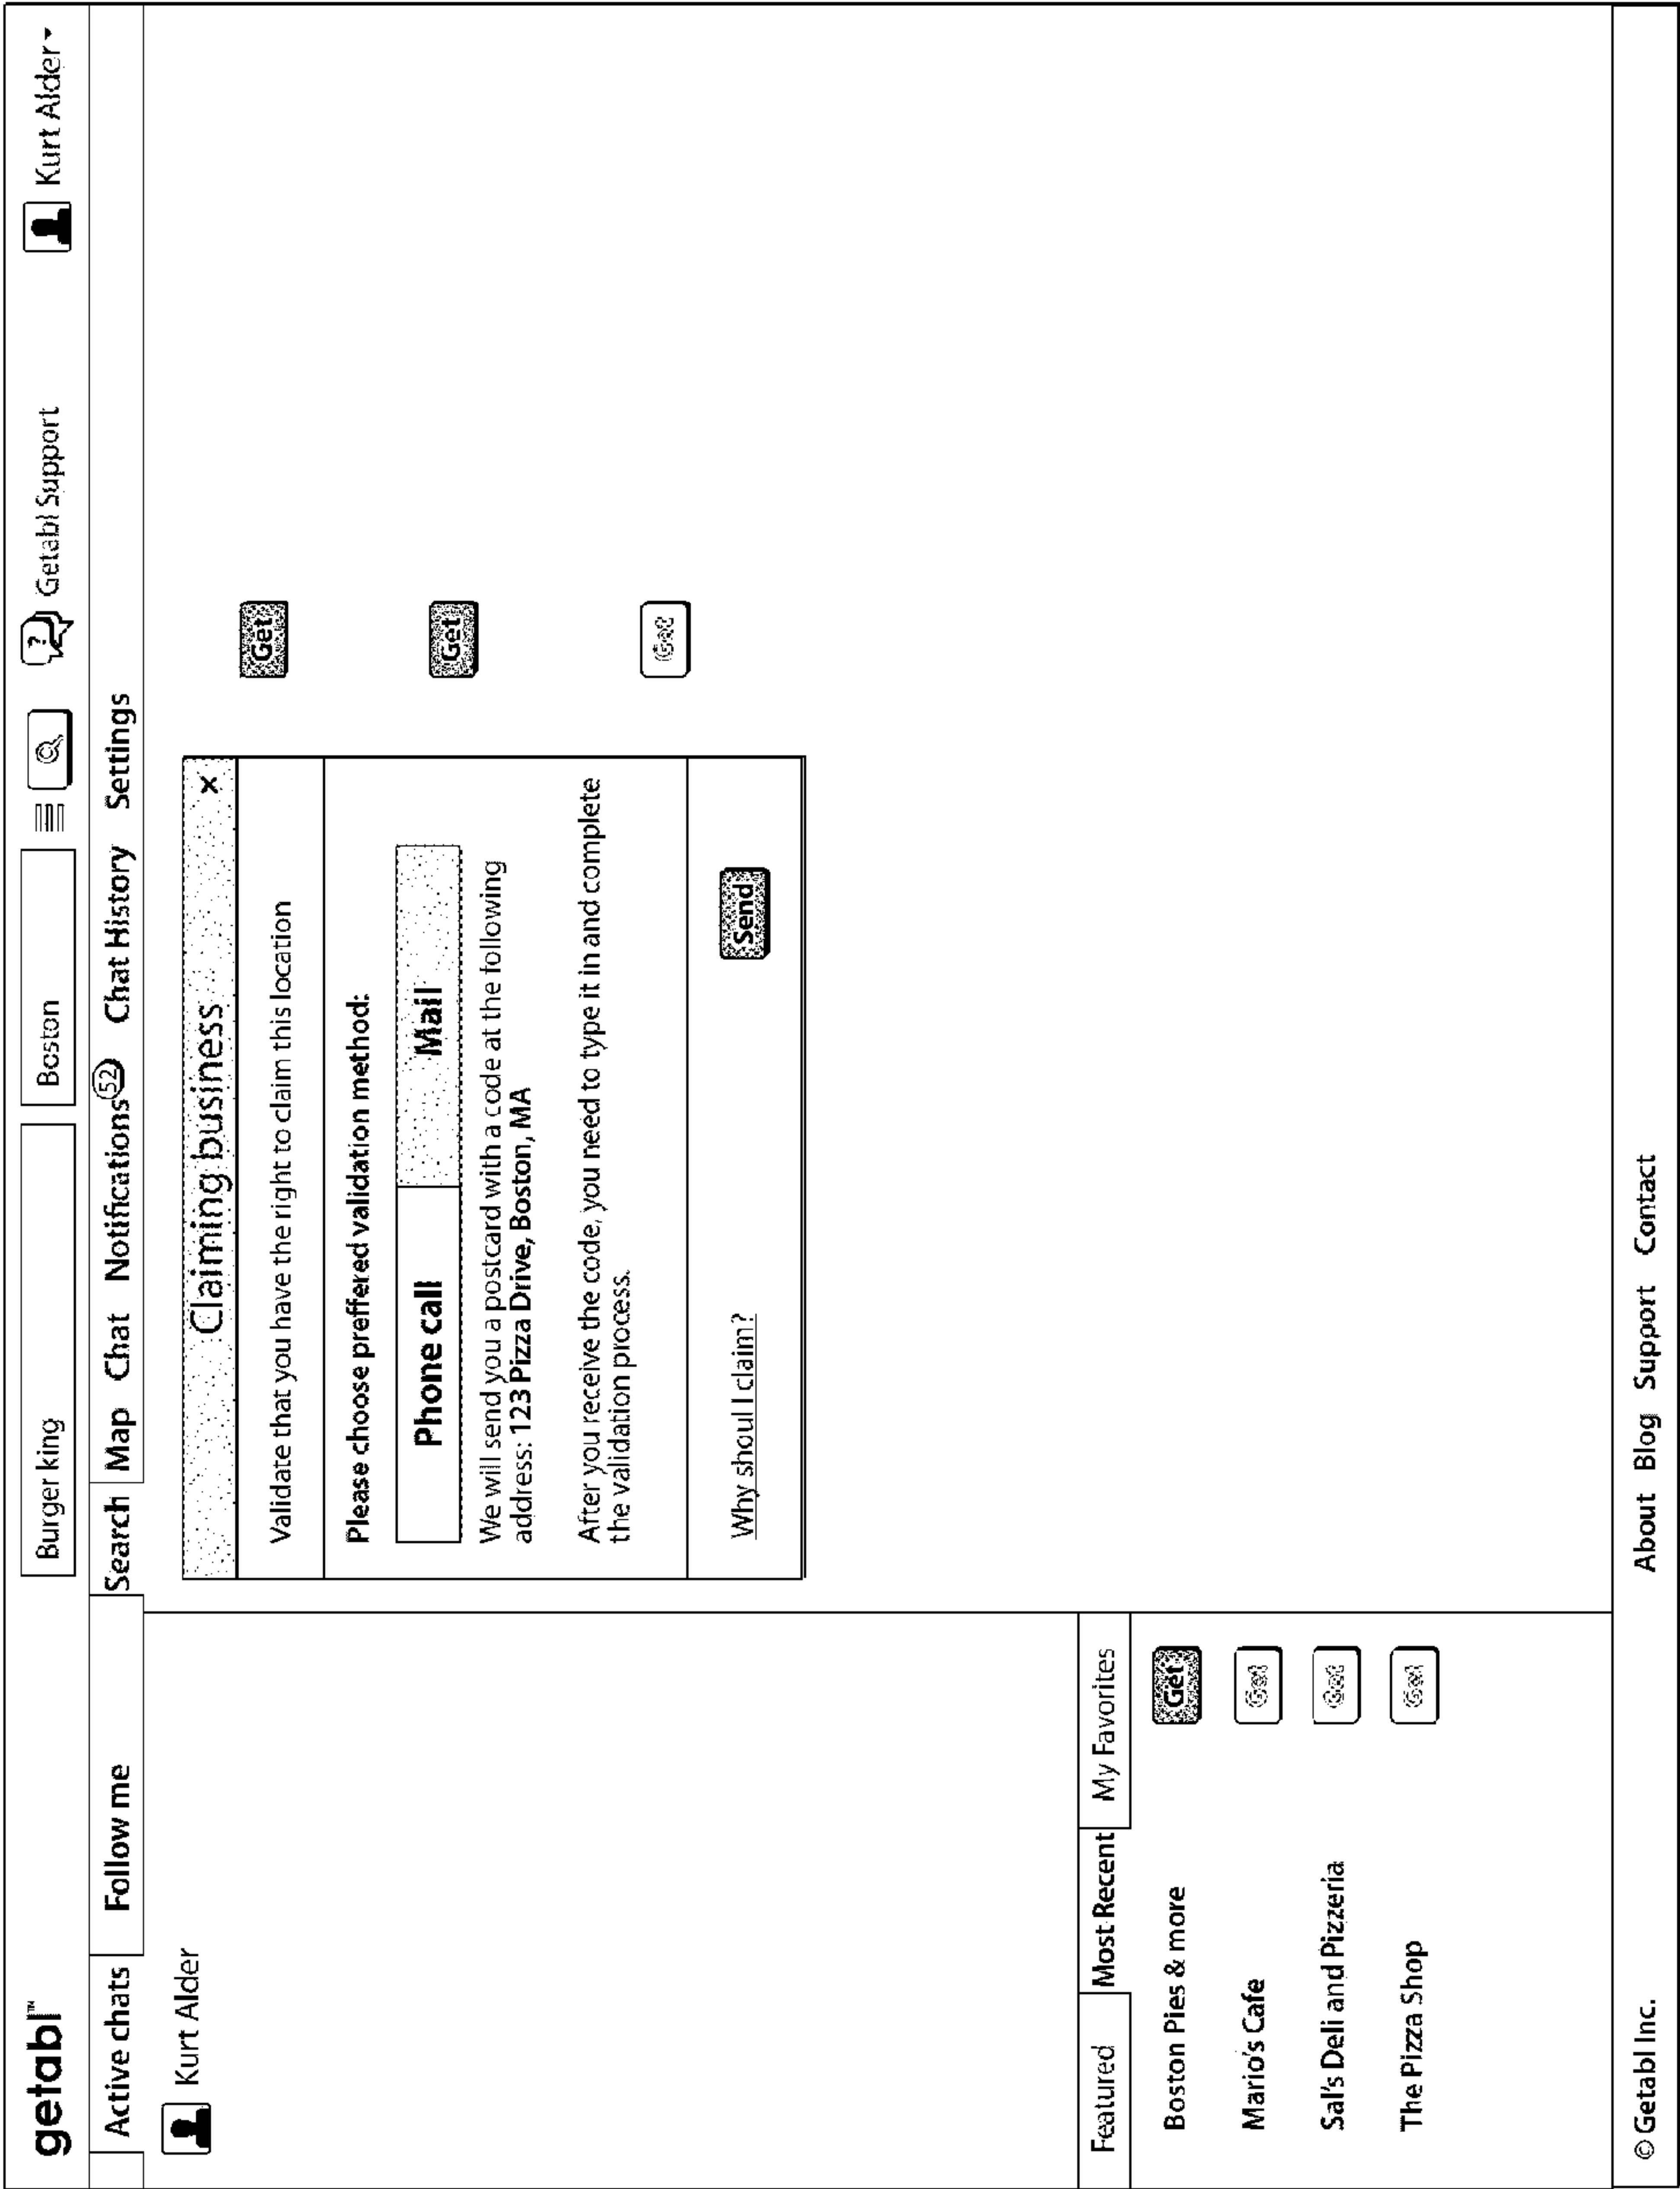 getabl™ Burger king Boston ? Getabl Support Kurt Alder
Active chats Follow me Search Map Chat Notifications 52 Chat History Settings
Kurt Alder
Claiming business x
Validate that you have the right to claim this location
Please choose preffered validation method:
Phone call Mail
We will send you a postcard with a code at the following
address: 123 Pizza Drive, Boston, MA
After you receive the code, you need to type it in and complete
the validation process.
Why shoul I claim? Send
Get
Get
Get
Featured Most Recent My Favorites
Boston Pies & more Get
Mario's Cafe Get
Sal's Deli and Pizzeria Get
The Pizza Shop Get
© Getabl Inc. About Blog Support Contact